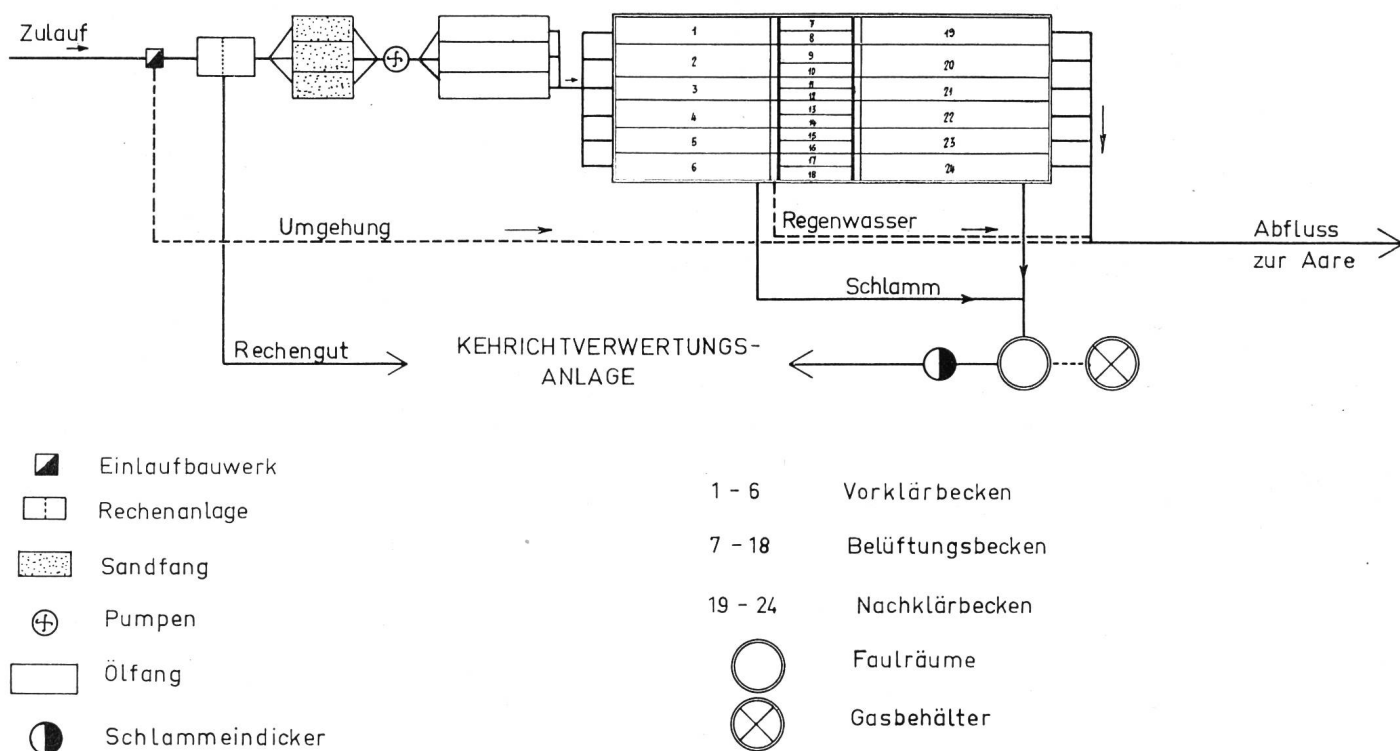 Zulauf
1
2
3
4
5
6
7
8
9
10
11
12
13
14
15
16
17
18
19
20
21
22
23
24
Umgehung
Regenwasser
Abfluss
zur Aare
Schlamm
Rechengut
KEHRICHTVERWERTUNGS-
ANLAGE
Einlaufbauwerk
Rechenanlage
Sandfang
Pumpen
Ölfang
Schlammeindicker
1 - 6 Vorklärbecken
7 - 18 Belüftungsbecken
19 - 24 Nachklärbecken
Faulräume
Gasbehälter